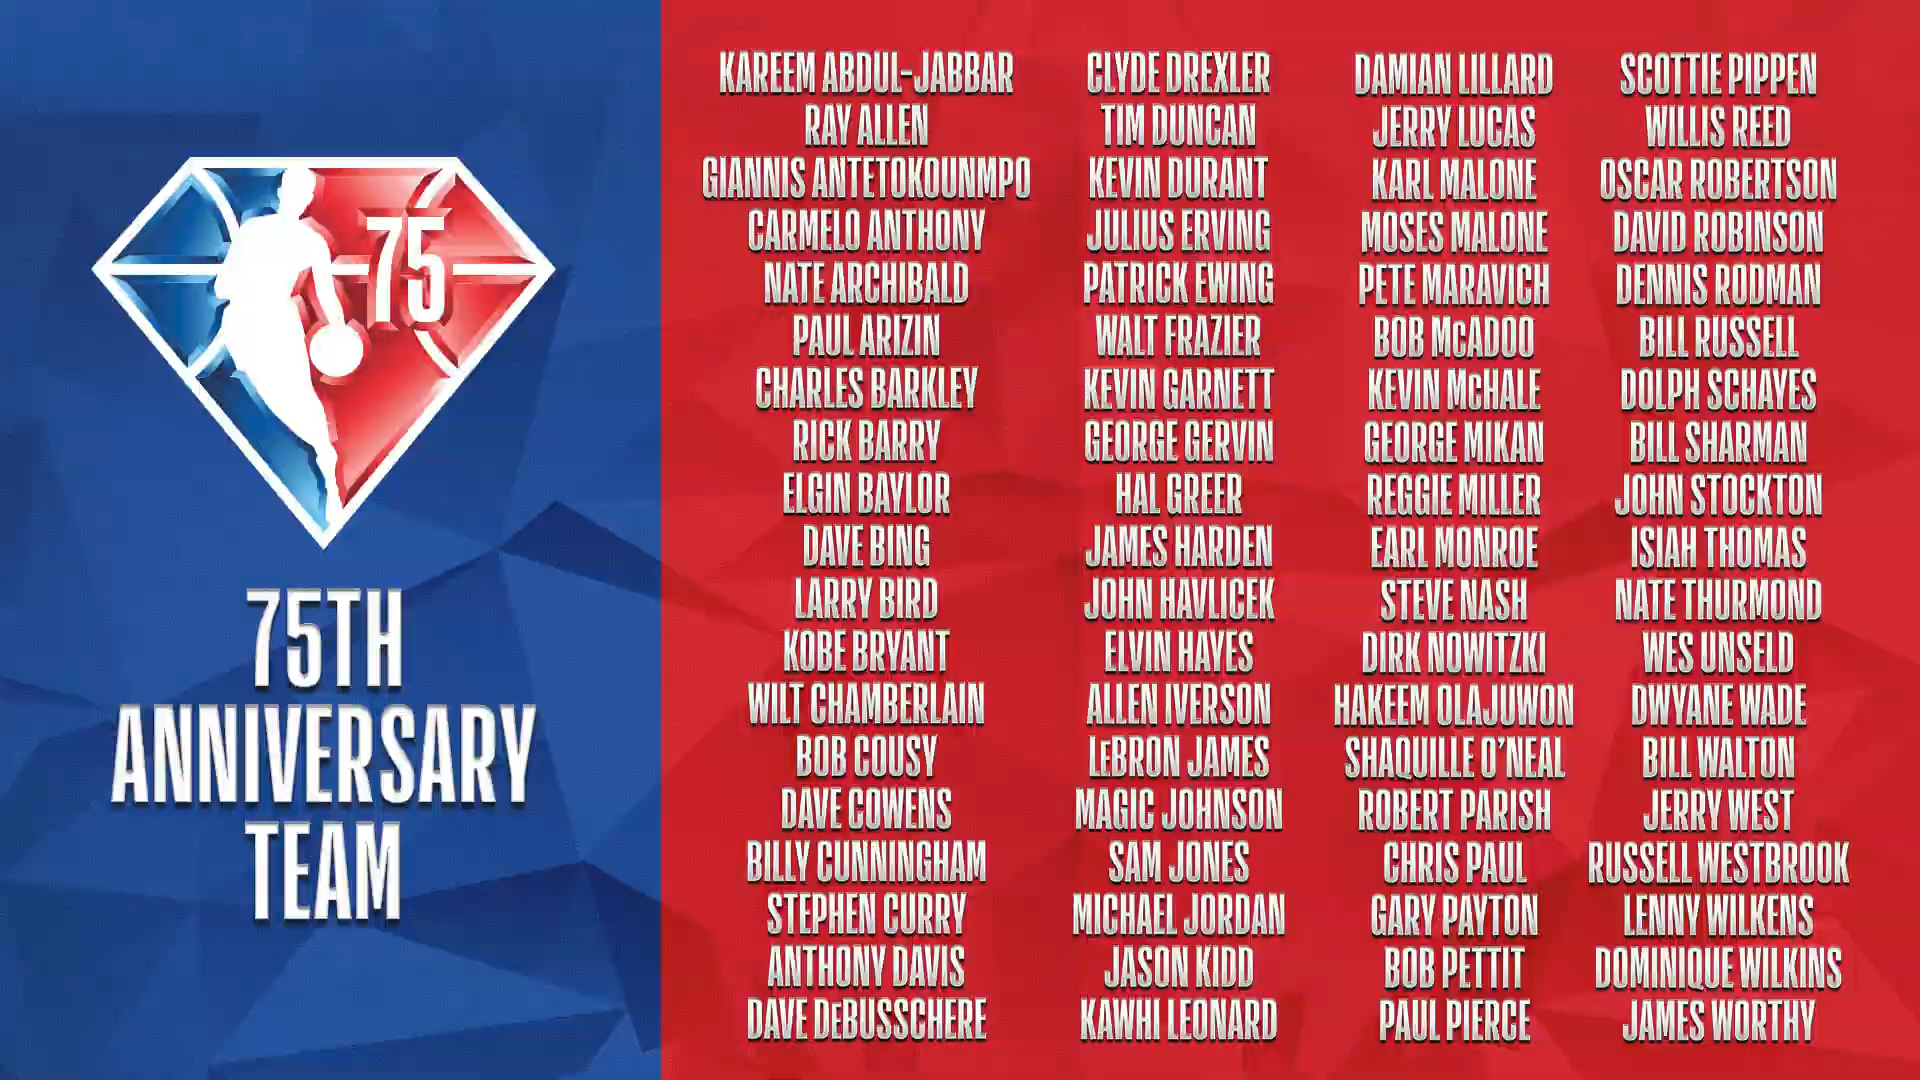 75
75TH
ANNIVERSARY
TEAM
KAREEM ABDUL-JABBAR
RAY ALLEN
GIANNIS ANTETOKOUNMPO
CARMELO ANTHONY
NATE ARCHIBALD
PAUL ARIZIN
CHARLES BARKLEY
RICK BARRY
ELGIN BAYLOR
DAVE BING
LARRY BIRD
KOBE BRYANT
WILT CHAMBERLAIN
BOB COUSY
DAVE COWENS
BILLY CUNNINGHAM
STEPHEN CURRY
ANTHONY DAVIS
DAVE DeBUSSCHERE
CLYDE DREXLER
TIM DUNCAN
KEVIN DURANT
JULIUS ERVING
PATRICK EWING
WALT FRAZIER
KEVIN GARNETT
GEORGE GERVIN
HAL GREER
JAMES HARDEN
JOHN HAVLICEK
ELVIN HAYES
ALLEN IVERSON
LeBRON JAMES
MAGIC JOHNSON
SAM JONES
MICHAEL JORDAN
JASON KIDD
KAWHI LEONARD
DAMIAN LILLARD
JERRY LUCAS
KARL MALONE
MOSES MALONE
PETE MARAVICH
BOB McADOO
KEVIN McHALE
GEORGE MIKAN
REGGIE MILLER
EARL MONROE
STEVE NASH
DIRK NOWITZKI
HAKEEM OLAJUWON
SHAQUILLE O'NEAL
ROBERT PARISH
CHRIS PAUL
GARY PAYTON
BOB PETTIT
PAUL PIERCE
SCOTTIE PIPPEN
WILLIS REED
OSCAR ROBERTSON
DAVID ROBINSON
DENNIS RODMAN
BILL RUSSELL
DOLPH SCHAYES
BILL SHARMAN
JOHN STOCKTON
ISIAH THOMAS
NATE THURMOND
WES UNSELD
DWYANE WADE
BILL WALTON
JERRY WEST
RUSSELL WESTBROOK
LENNY WILKENS
DOMINIQUE WILKINS
JAMES WORTHY